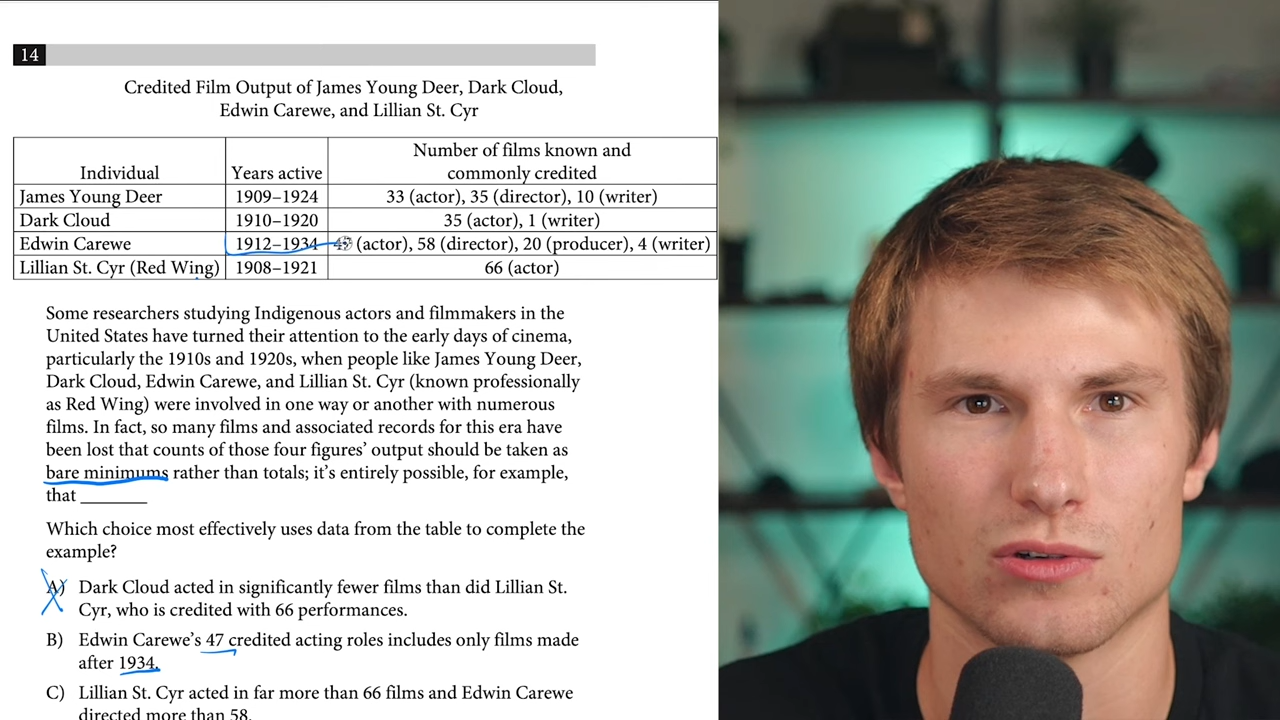 14
Credited Film Output of James Young Deer, Dark Cloud,
Edwin Carewe, and Lillian St. Cyr
Individual Years active Number of films known and commonly credited
James Young Deer 1909–1924 33 (actor), 35 (director), 10 (writer)
Dark Cloud 1910–1920 35 (actor), 1 (writer)
Edwin Carewe 1912–1934 (actor), 58 (director), 20 (producer), 4 (writer)
Lillian St. Cyr (Red Wing) 1908–1921 66 (actor)
Some researchers studying Indigenous actors and filmmakers in the
United States have turned their attention to the early days of cinema,
particularly the 1910s and 1920s, when people like James Young Deer,
Dark Cloud, Edwin Carewe, and Lillian St. Cyr (known professionally
as Red Wing) were involved in one way or another with numerous
films. In fact, so many films and associated records for this era have
been lost that counts of those four figures' output should be taken as
bare minimums rather than totals; it's entirely possible, for example,
that ______
Which choice most effectively uses data from the table to complete the
example?
A) Dark Cloud acted in significantly fewer films than did Lillian St.
Cyr, who is credited with 66 performances.
B) Edwin Carewe's 47 credited acting roles includes only films made
after 1934.
C) Lillian St. Cyr acted in far more than 66 films and Edwin Carewe
directed more than 58.